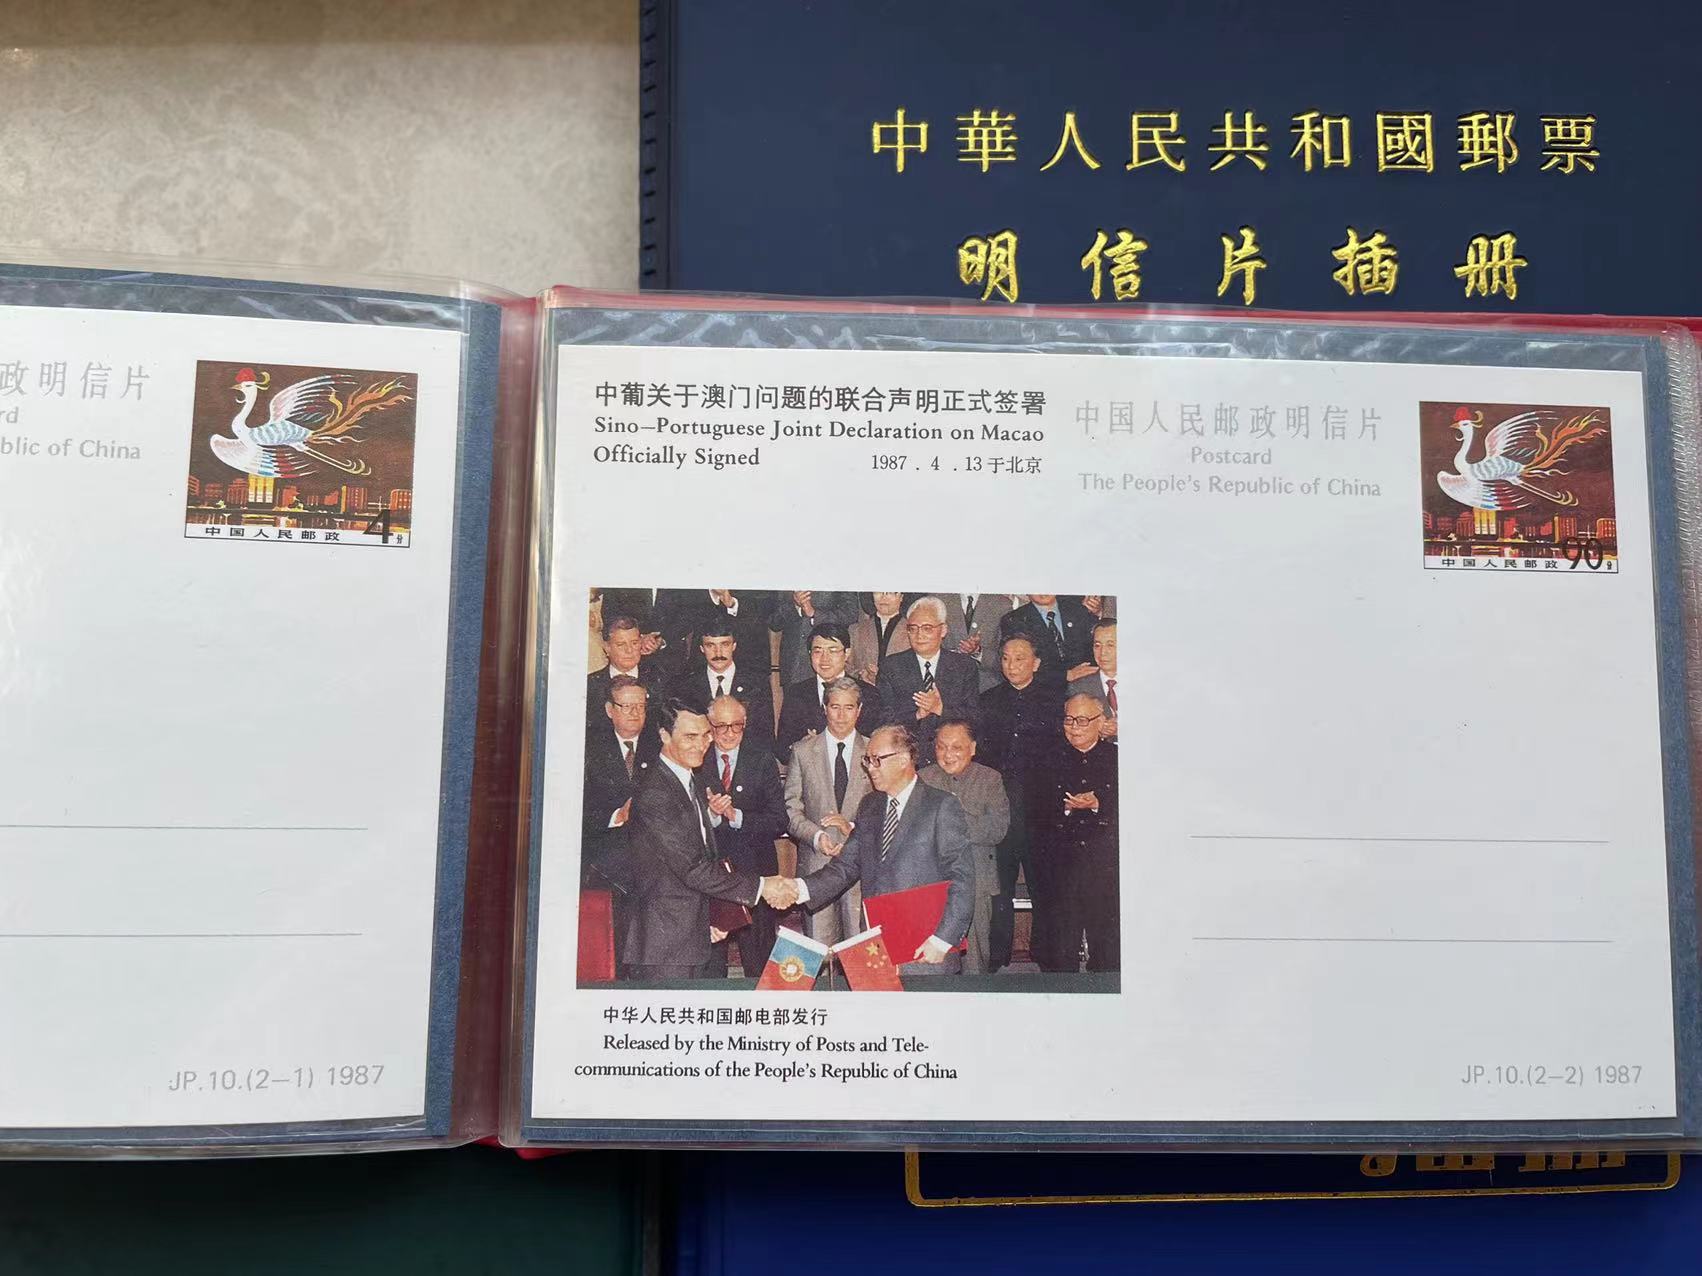 中華人民共和國郵票
明信片插册
政明信片
rd
blic of China
4分
中国人民邮政
JP.10.(2—1) 1987
中葡关于澳门问题的联合声明正式签署
Sino—Portuguese Joint Declaration on Macao
Officially Signed
1987 . 4 . 13 于北京
中国人民邮政明信片
Postcard
The People's Republic of China
90分
中国人民邮政
中华人民共和国邮电部发行
Released by the Ministry of Posts and Tele-
communications of the People's Republic of China
JP.10.(2—2) 1987